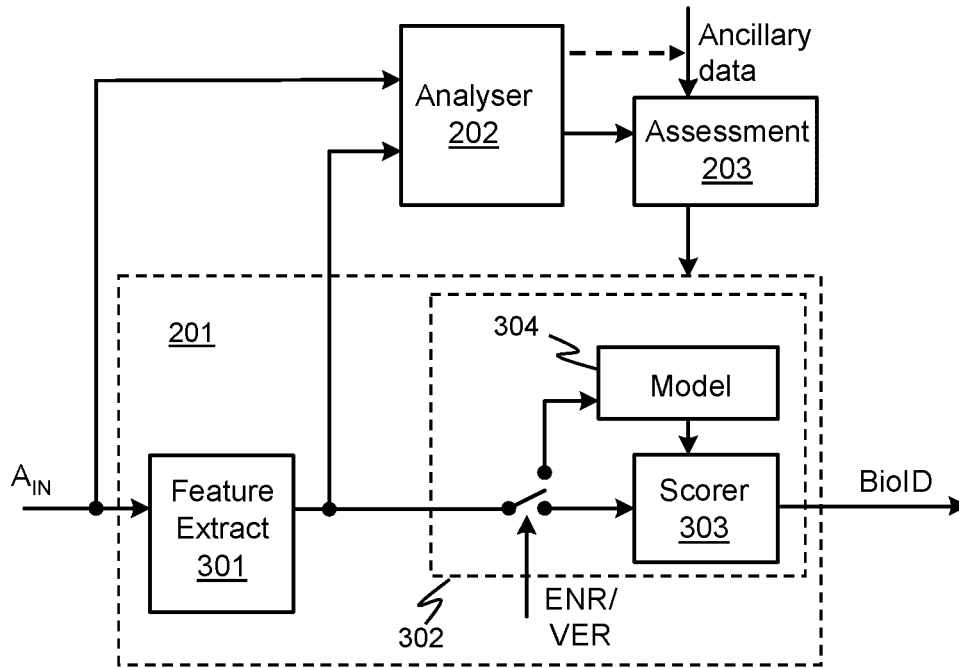 Ancillary
data
Analyser
202
Assessment
203
201
304
Model
A_IN
Feature
Extract
301
Scorer
303
BioID
ENR/
VER
302